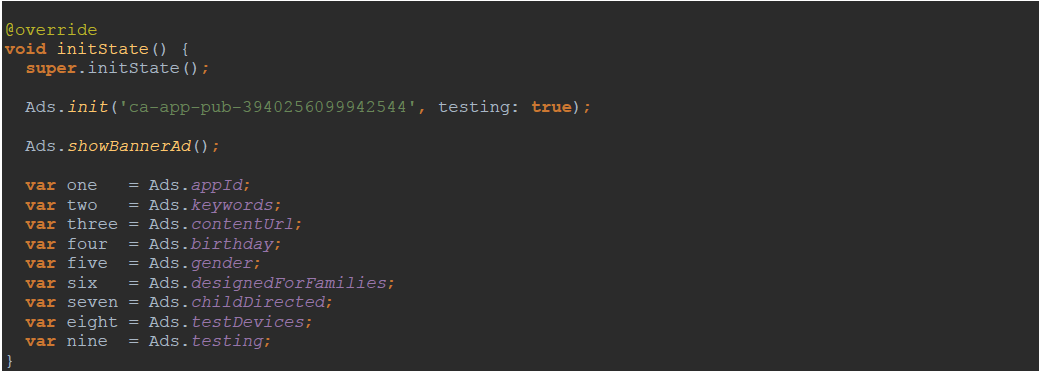 @override
void initState() {
  super.initState();
  Ads.init('ca-app-pub-3940256099942544', testing: true);
  Ads.showBannerAd();
  var one   = Ads.appId;
  var two   = Ads.keywords;
  var three = Ads.contentUrl;
  var four  = Ads.birthday;
  var five  = Ads.gender;
  var six   = Ads.designedForFamilies;
  var seven = Ads.childDirected;
  var eight = Ads.testDevices;
  var nine  = Ads.testing;
}